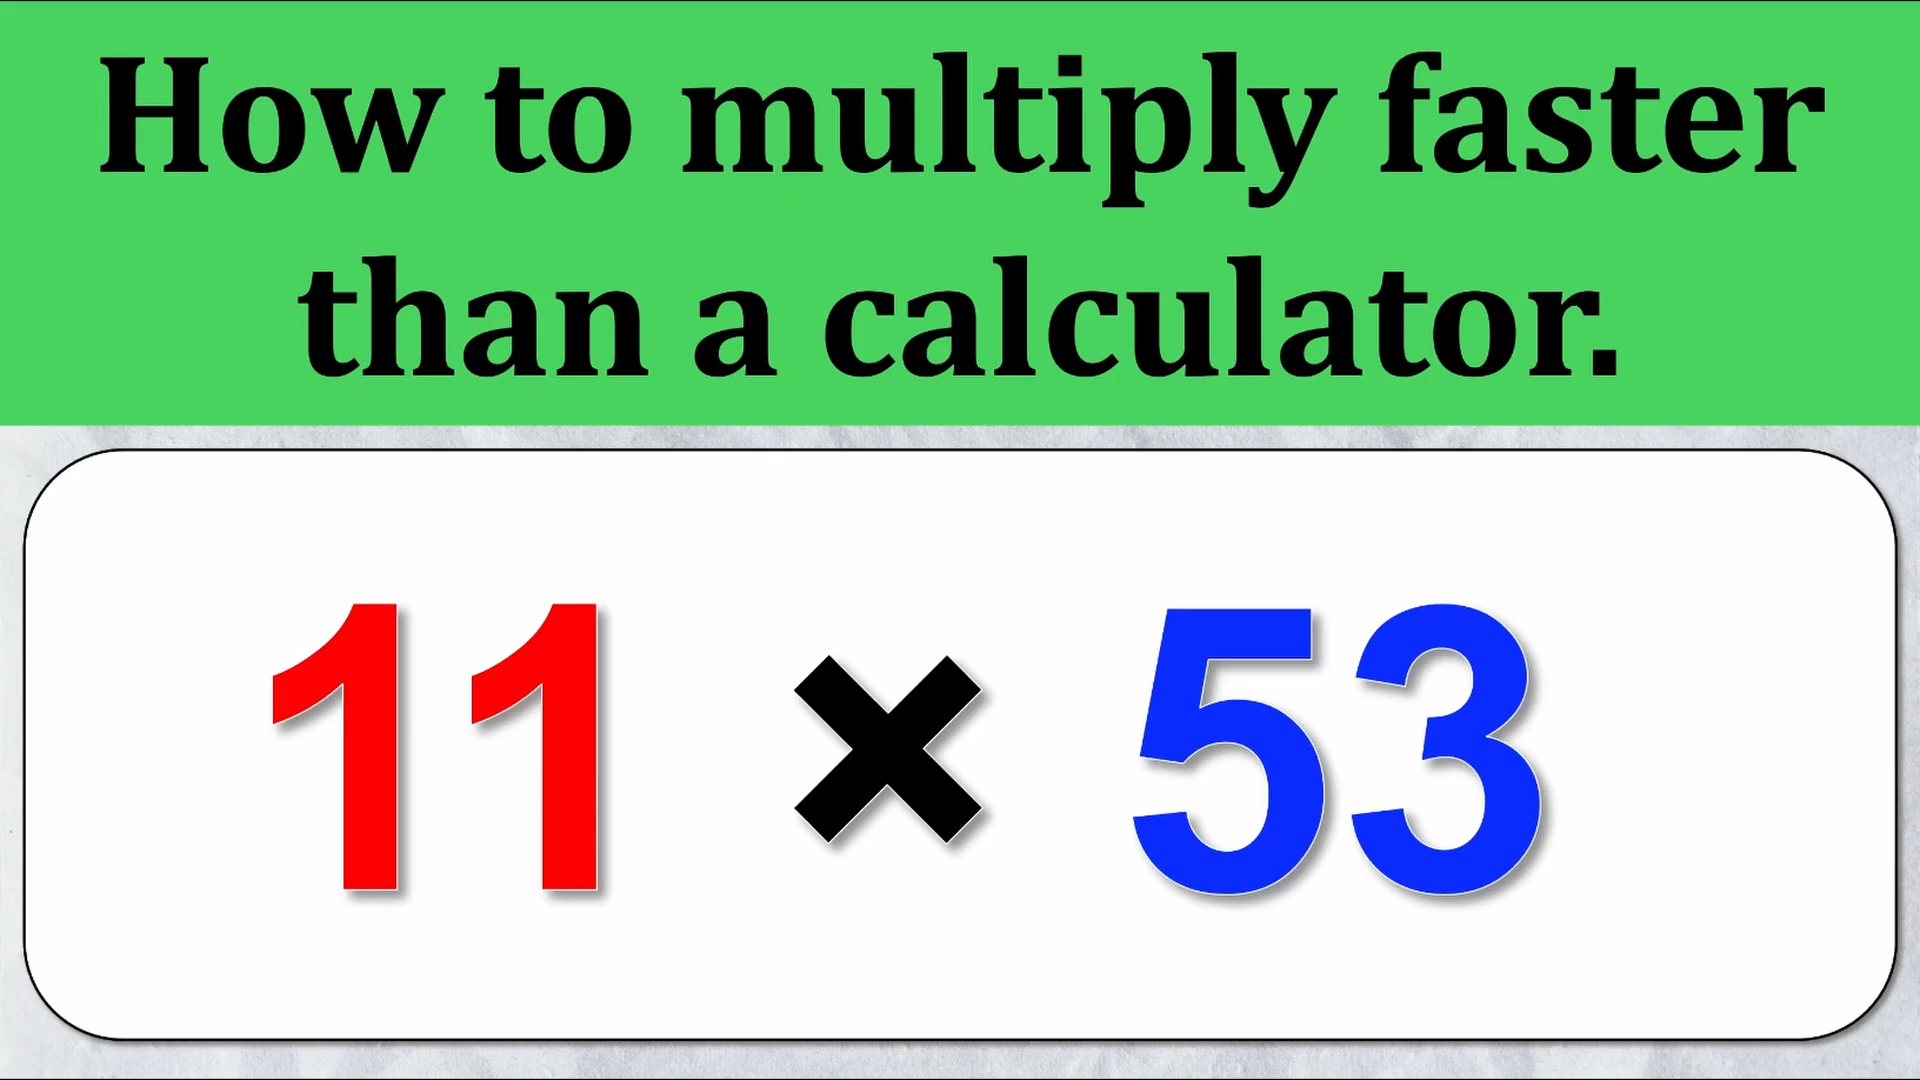 How to multiply faster
than a calculator.
11 × 53